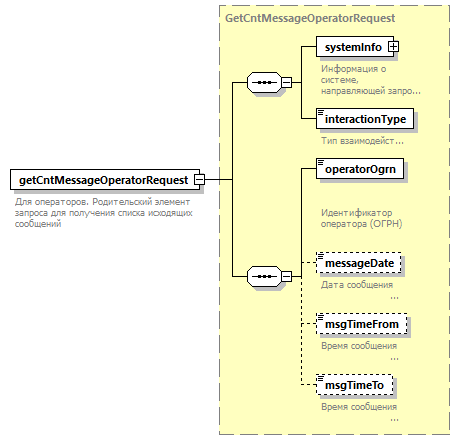 GetCntMessageOperatorRequest
systemInfo
Информация о
системе,
направляющей запро...
interactionType
Тип взаимодейст...
getCntMessageOperatorRequest
Для операторов. Родительский элемент
запроса для получения списка исходящих
сообщений
operatorOgrn
Идентификатор
оператора (ОГРН)
messageDate
Дата сообщения
...
msgTimeFrom
Время сообщения
...
msgTimeTo
Время сообщения
...